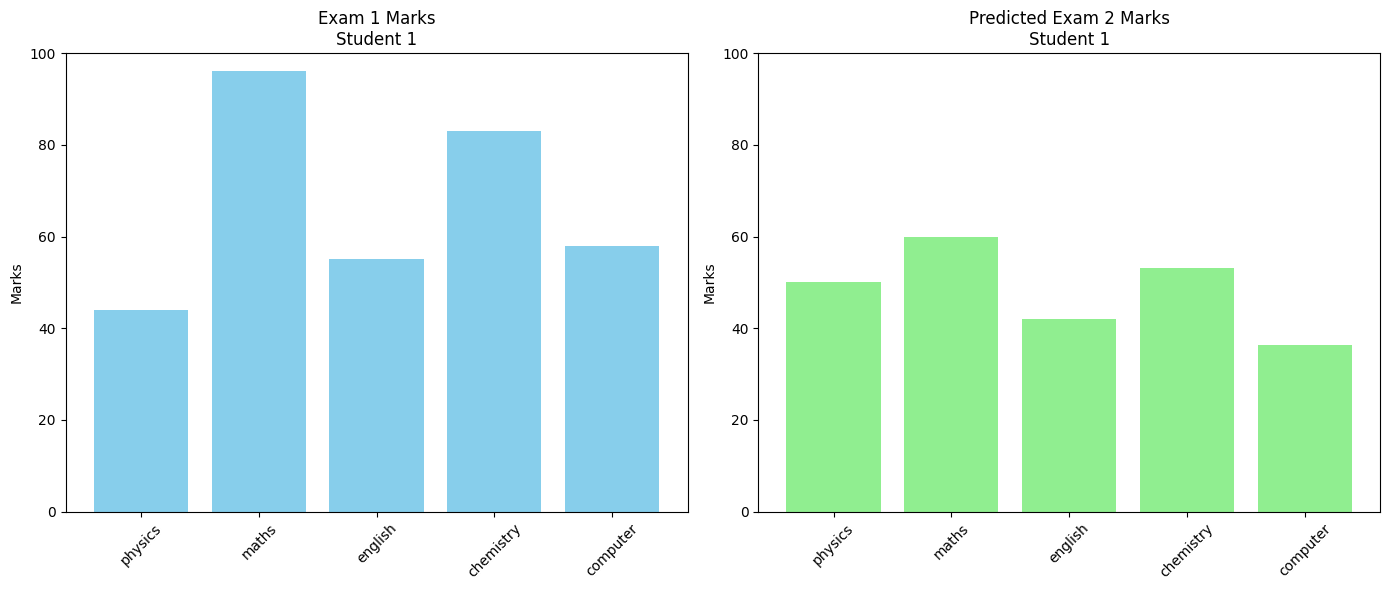 Exam 1 Marks
Student 1
Marks
100
80
60
40
20
0
physics
maths
english
chemistry
computer
Predicted Exam 2 Marks
Student 1
Marks
100
80
60
40
20
0
physics
maths
english
chemistry
computer